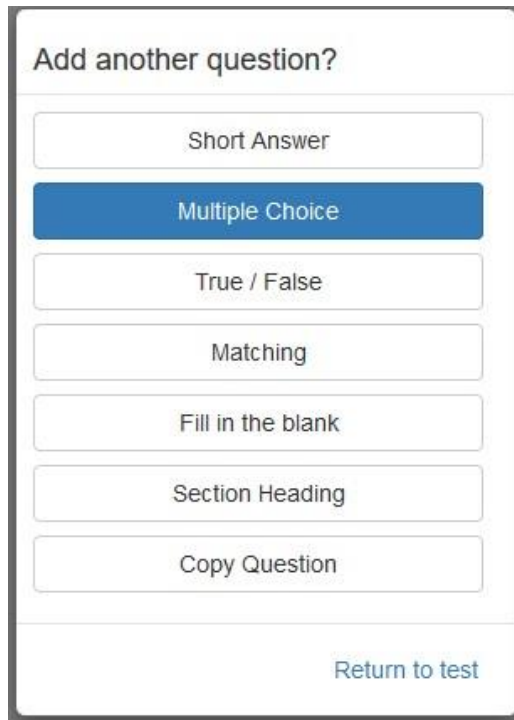 Add another question?
Short Answer
Multiple Choice
True / False
Matching
Fill in the blank
Section Heading
Copy Question
Return to test